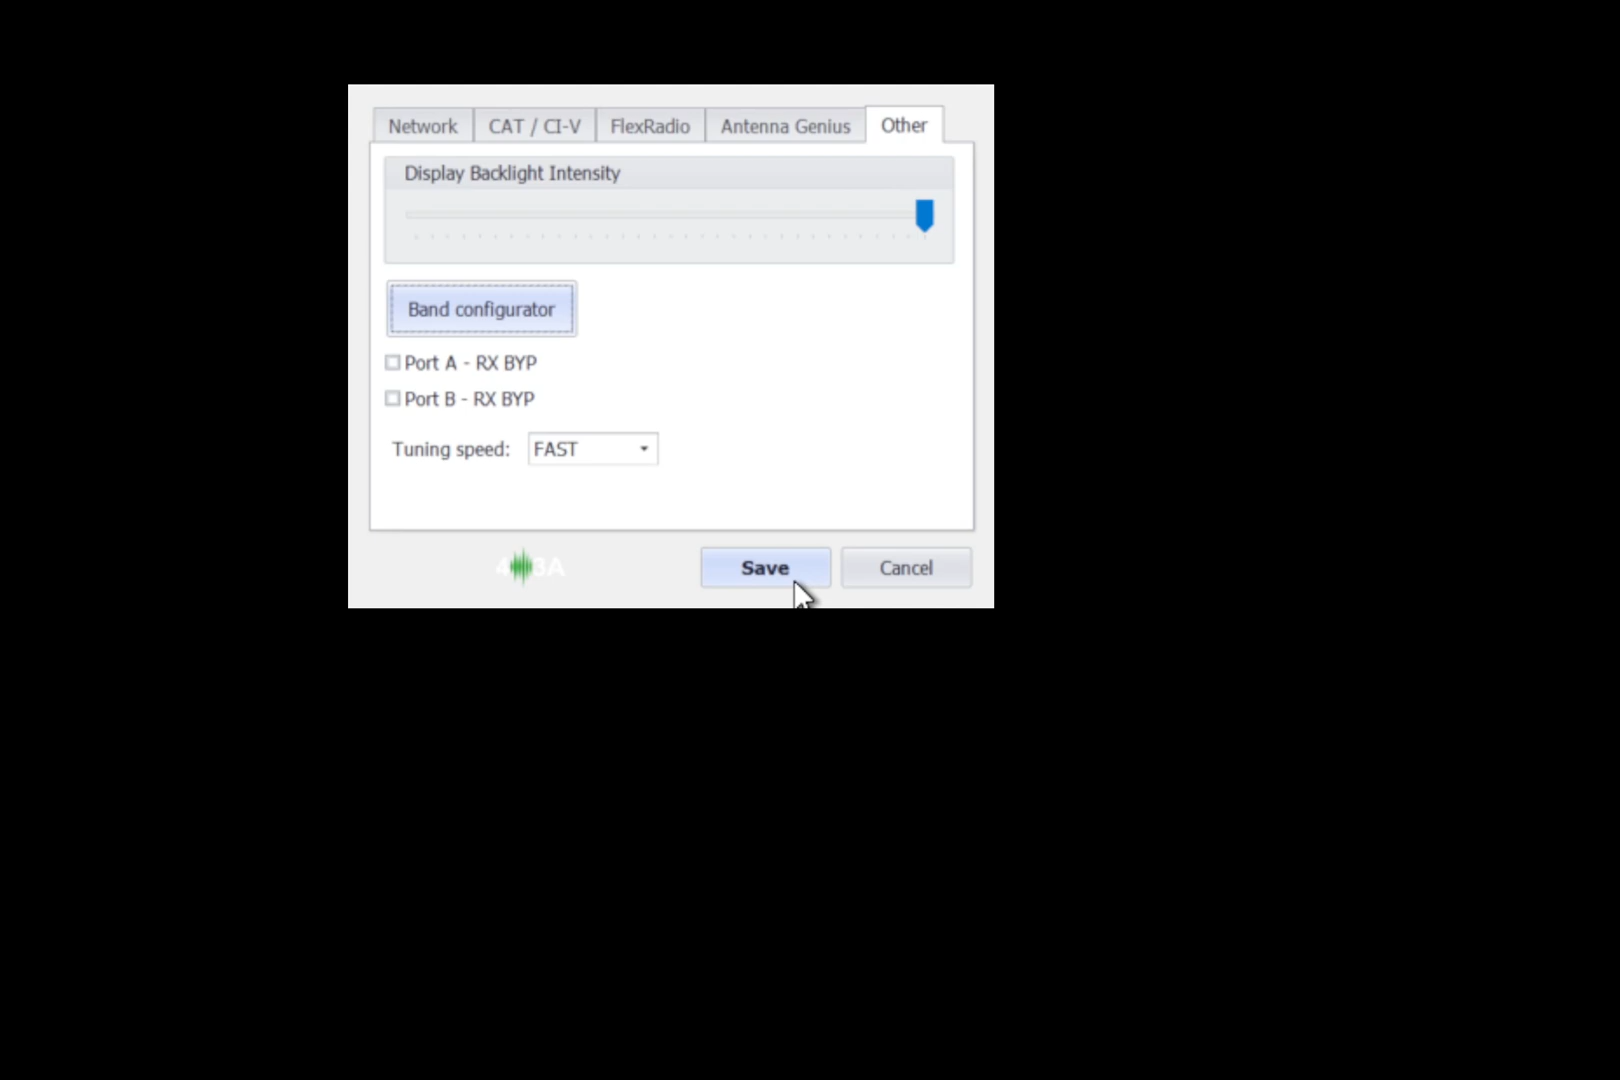 Network CAT / CI-V FlexRadio Antenna Genius Other
Display Backlight Intensity
Band configurator
Port A - RX BYP
Port B - RX BYP
Tuning speed: FAST
Save Cancel